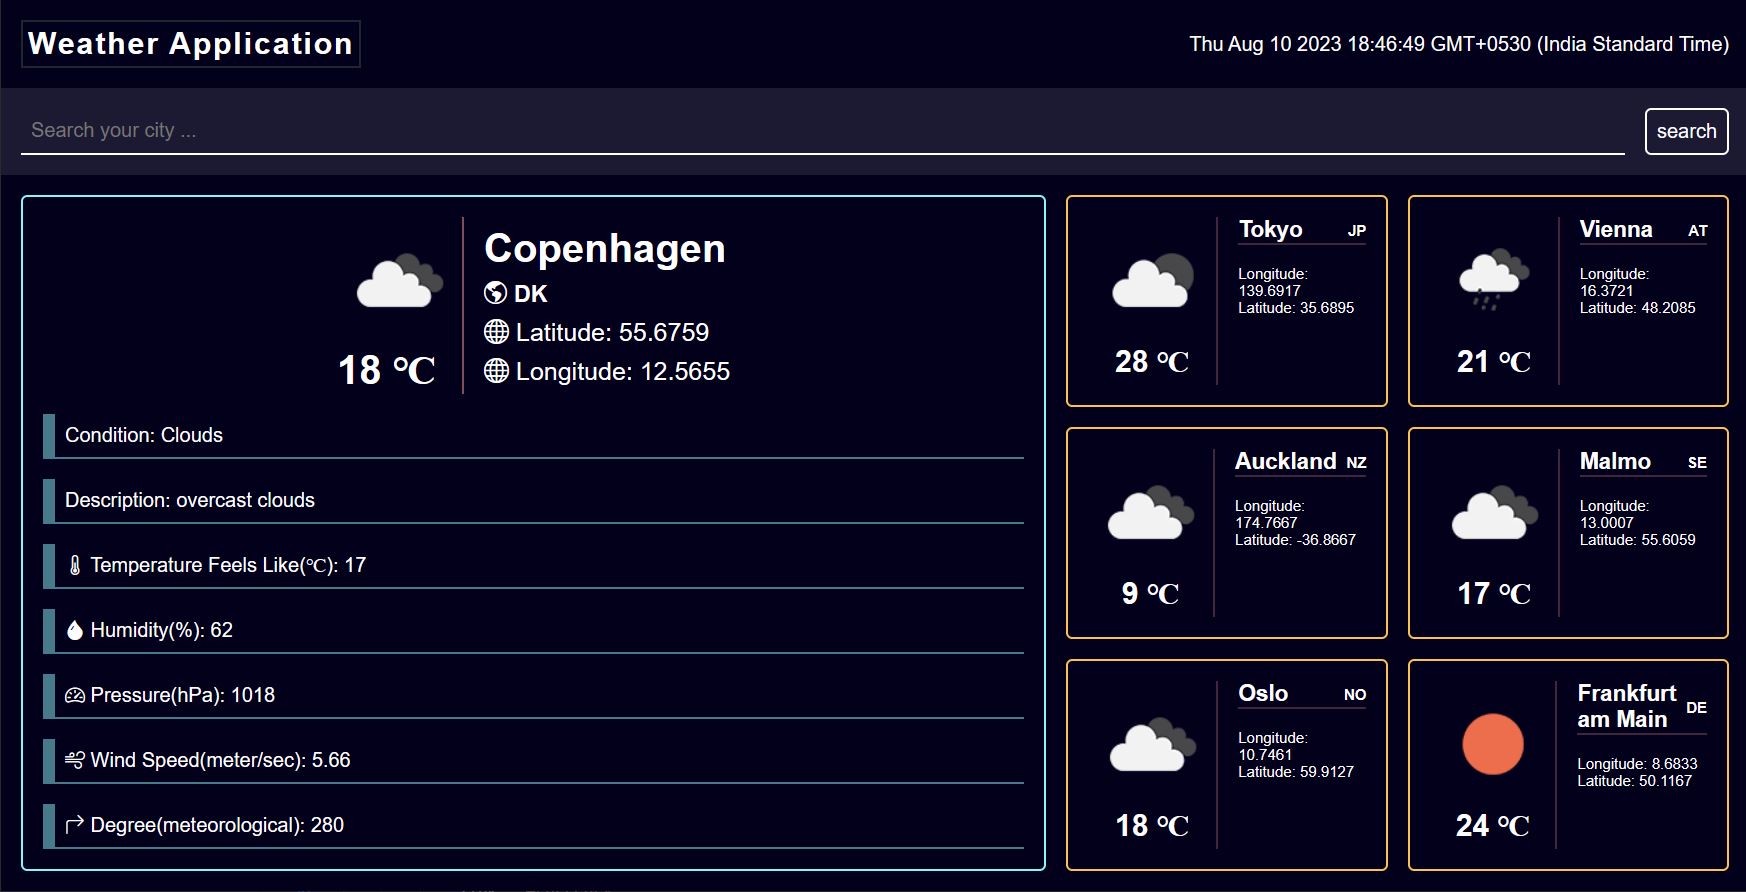 Weather Application
Thu Aug 10 2023 18:46:49 GMT+0530 (India Standard Time)
Search your city ...
search
Copenhagen
DK
Latitude: 55.6759
Longitude: 12.5655
18 °C
Condition: Clouds
Description: overcast clouds
Temperature Feels Like(°C): 17
Humidity(%): 62
Pressure(hPa): 1018
Wind Speed(meter/sec): 5.66
Degree(meteorological): 280
Tokyo JP
Longitude:
139.6917
Latitude: 35.6895
28 °C
Vienna AT
Longitude:
16.3721
Latitude: 48.2085
21 °C
Auckland NZ
Longitude:
174.7667
Latitude: -36.8667
9 °C
Malmo SE
Longitude:
13.0007
Latitude: 55.6059
17 °C
Oslo NO
Longitude:
10.7461
Latitude: 59.9127
18 °C
Frankfurt
am Main DE
Longitude: 8.6833
Latitude: 50.1167
24 °C